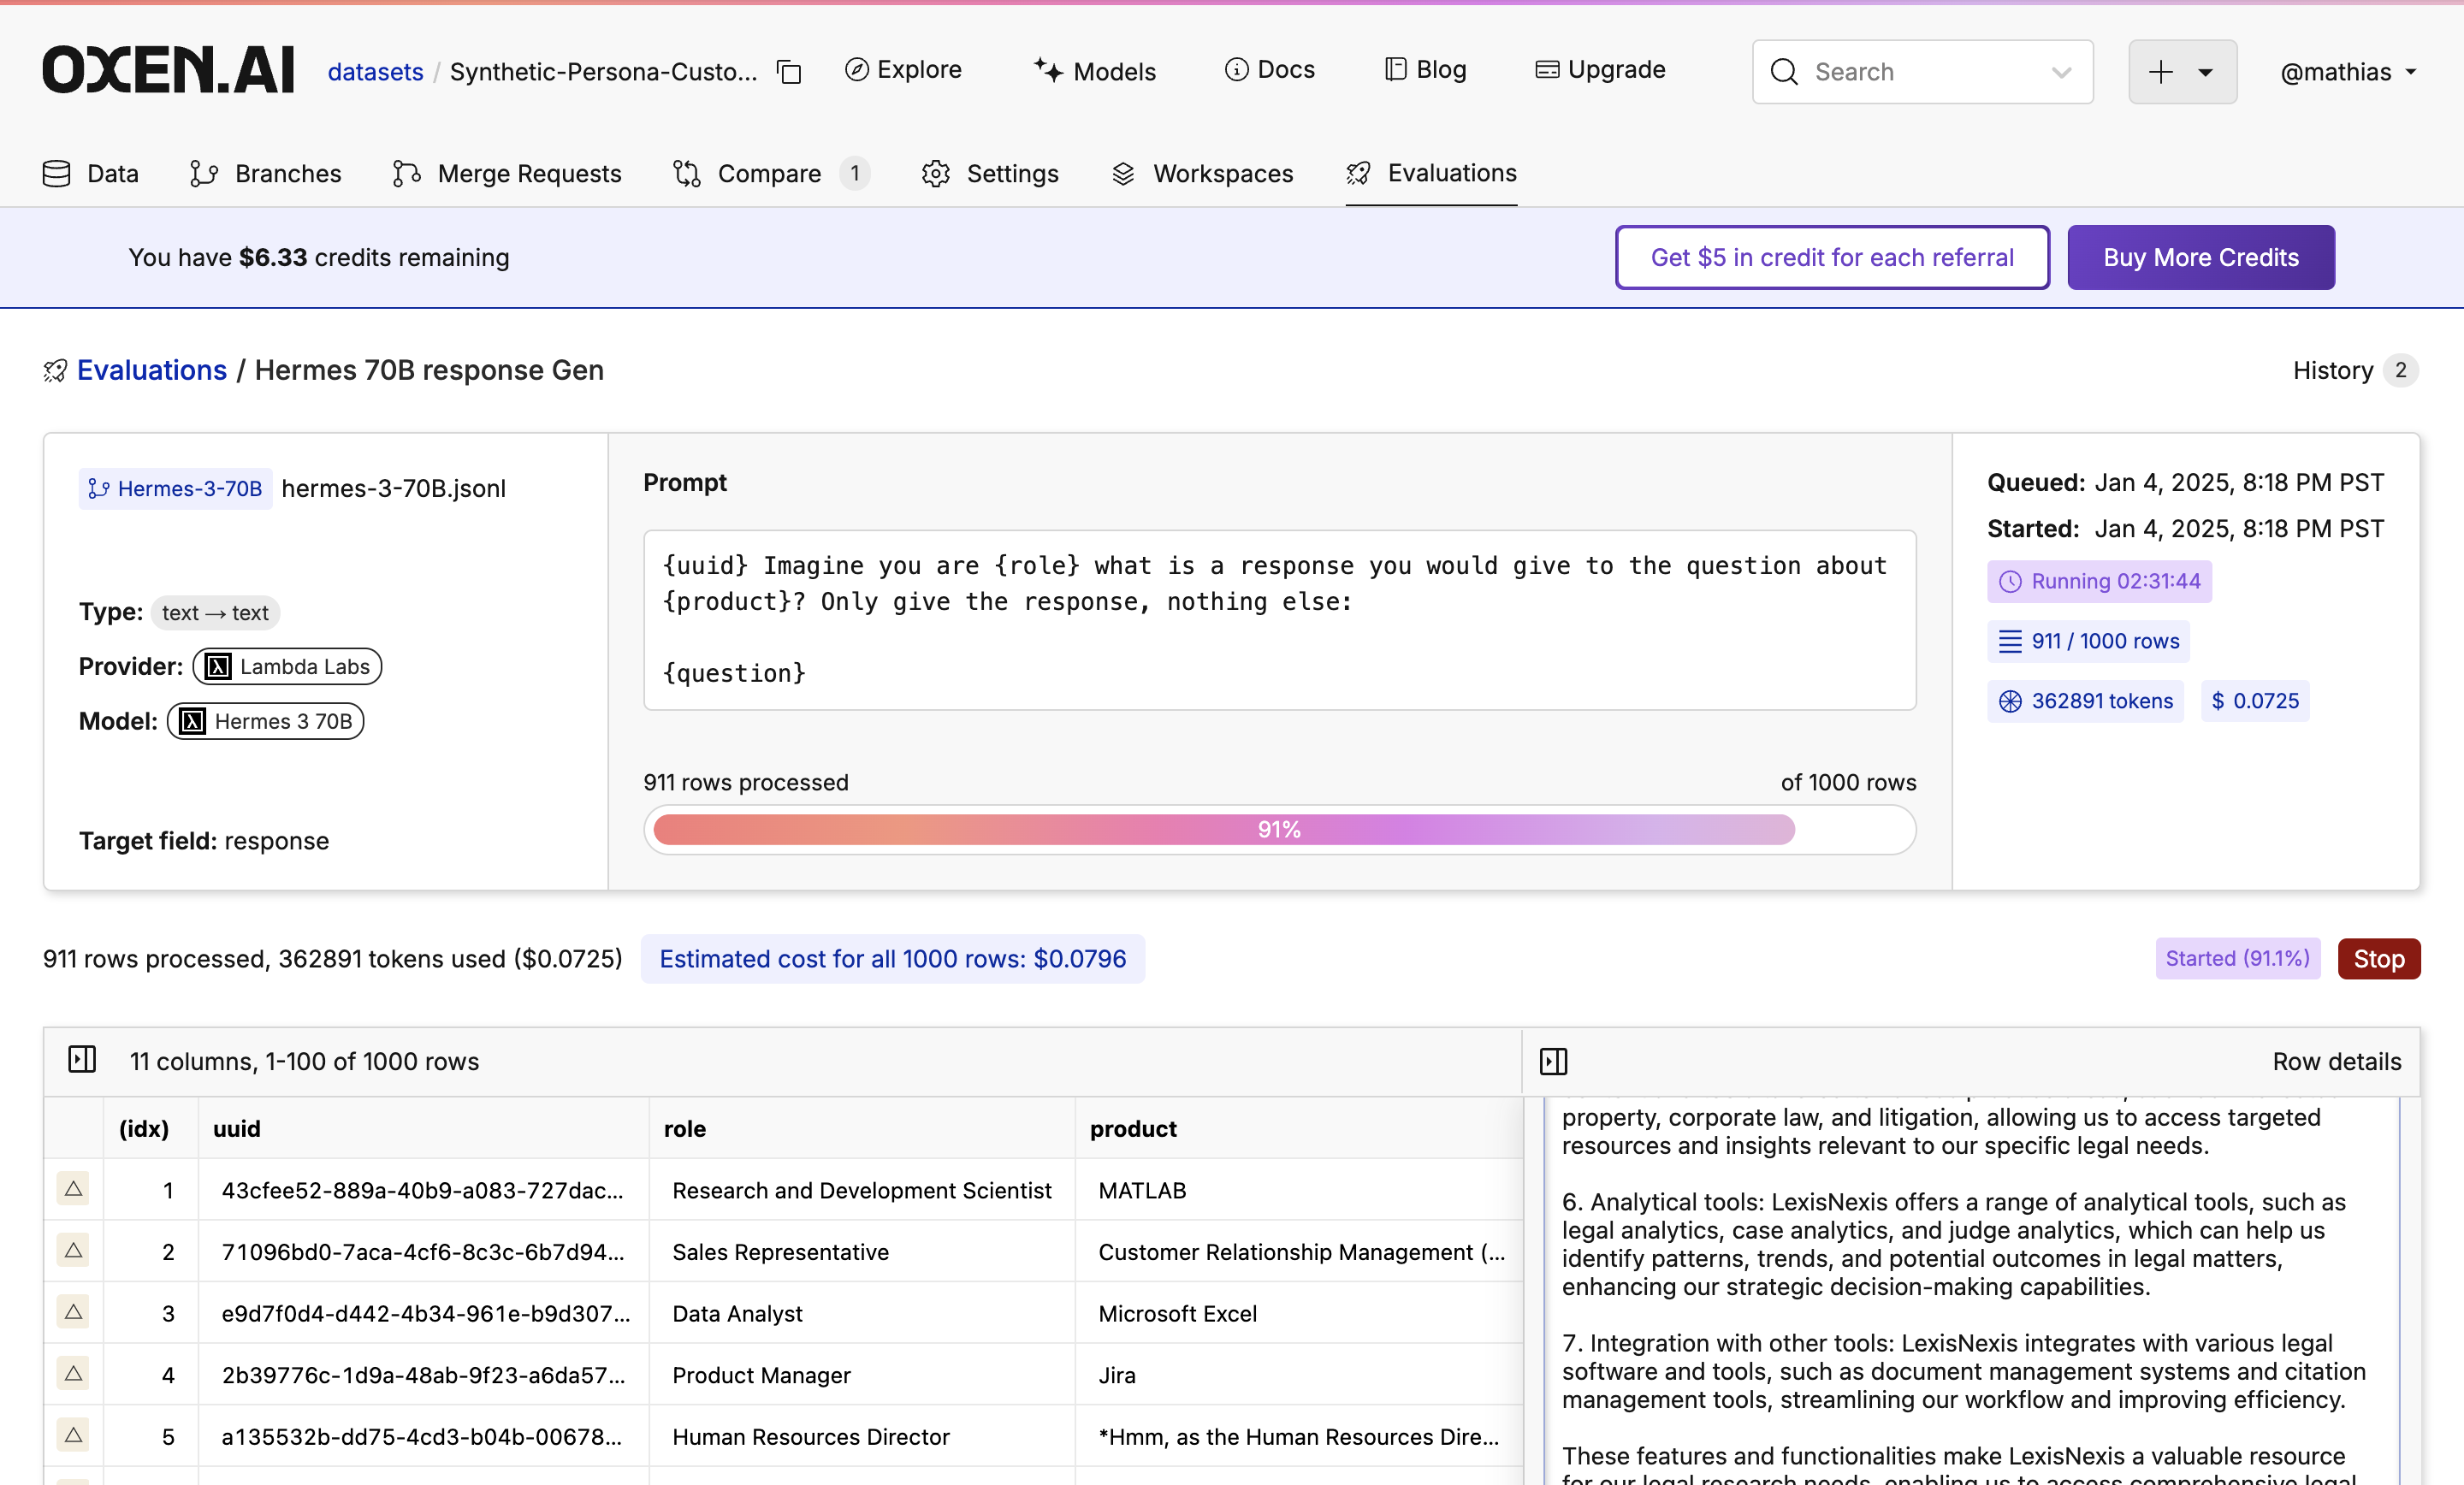 OXEN.AI datasets / Synthetic-Persona-Custo... Explore Models Docs Blog Upgrade Search @mathias
Data Branches Merge Requests Compare 1 Settings Workspaces Evaluations
You have $6.33 credits remaining Get $5 in credit for each referral Buy More Credits
Evaluations / Hermes 70B response Gen History 2
Hermes-3-70B hermes-3-70B.jsonl
Type: text → text
Provider: Lambda Labs
Model: Hermes 3 70B
Target field: response
Prompt
{uuid} Imagine you are {role} what is a response you would give to the question about
{product}? Only give the response, nothing else:
{question}
911 rows processed of 1000 rows
91%
Queued: Jan 4, 2025, 8:18 PM PST
Started: Jan 4, 2025, 8:18 PM PST
Running 02:31:44
911 / 1000 rows
362891 tokens $ 0.0725
911 rows processed, 362891 tokens used ($0.0725) Estimated cost for all 1000 rows: $0.0796 Started (91.1%) Stop
11 columns, 1-100 of 1000 rows
(idx) uuid role product
1 43cfee52-889a-40b9-a083-727dac... Research and Development Scientist MATLAB
2 71096bd0-7aca-4cf6-8c3c-6b7d94... Sales Representative Customer Relationship Management (...
3 e9d7f0d4-d442-4b34-961e-b9d307... Data Analyst Microsoft Excel
4 2b39776c-1d9a-48ab-9f23-a6da57... Product Manager Jira
5 a135532b-dd75-4cd3-b04b-00678... Human Resources Director *Hmm, as the Human Resources Dire...
Row details
property, corporate law, and litigation, allowing us to access targeted
resources and insights relevant to our specific legal needs.
6. Analytical tools: LexisNexis offers a range of analytical tools, such as
legal analytics, case analytics, and judge analytics, which can help us
identify patterns, trends, and potential outcomes in legal matters,
enhancing our strategic decision-making capabilities.
7. Integration with other tools: LexisNexis integrates with various legal
software and tools, such as document management systems and citation
management tools, streamlining our workflow and improving efficiency.
These features and functionalities make LexisNexis a valuable resource
for our legal research needs, enabling us to access comprehensive legal